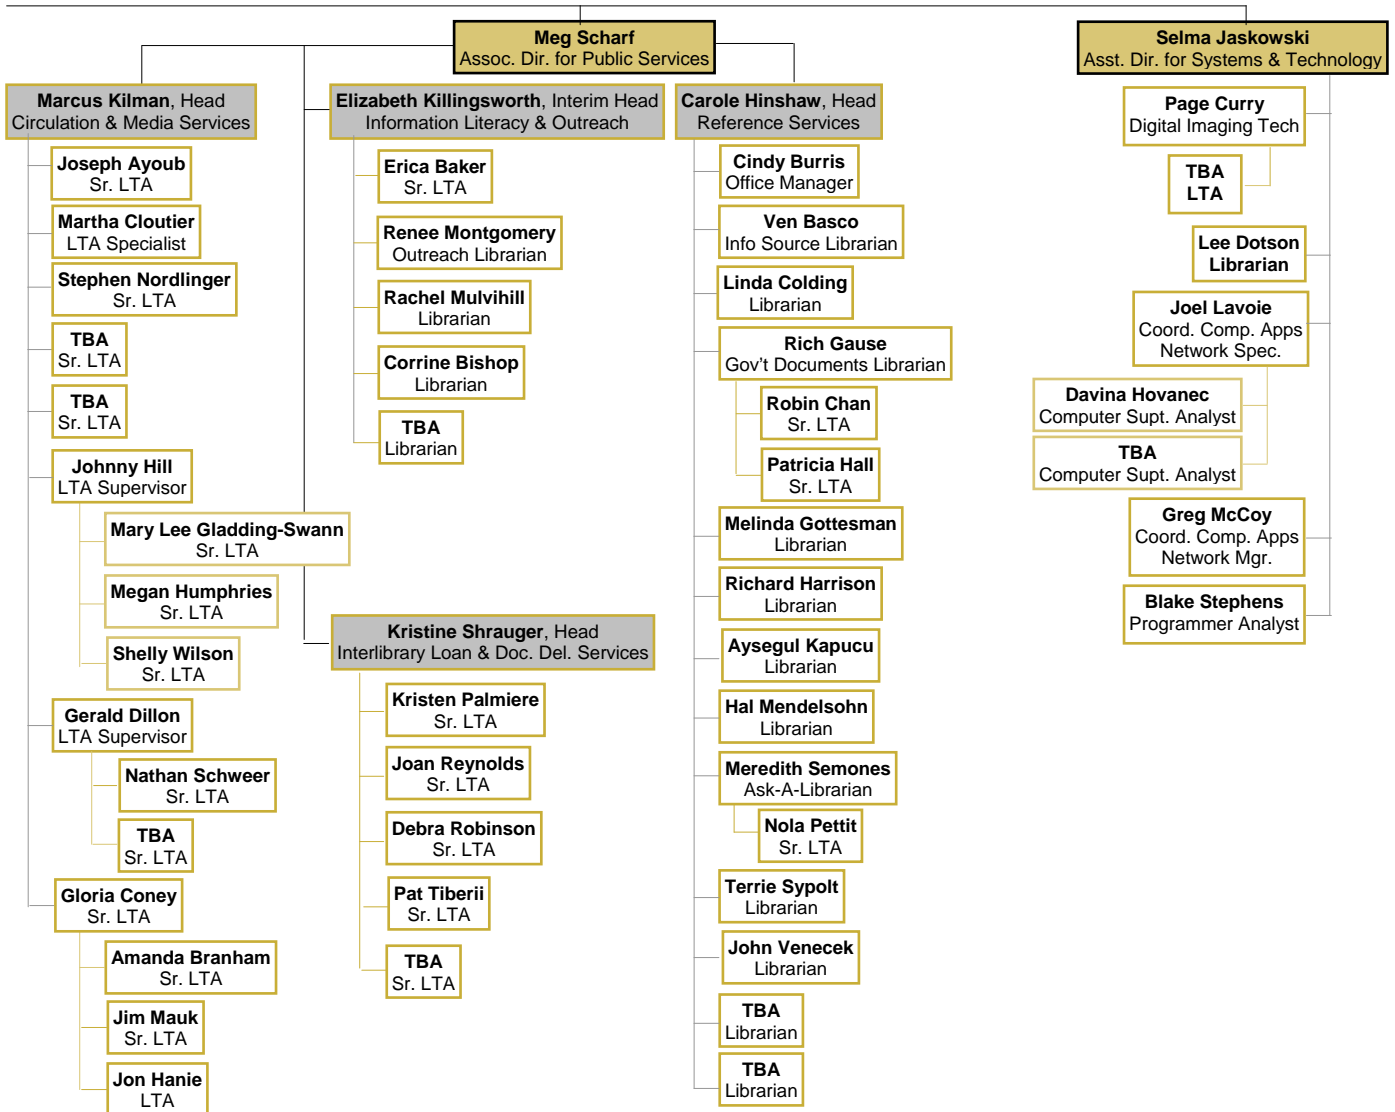 Meg Scharf
Assoc. Dir. for Public Services
Selma Jaskowski
Asst. Dir. for Systems & Technology
Marcus Kilman, Head
Circulation & Media Services
Joseph Ayoub
Sr. LTA
Martha Cloutier
LTA Specialist
Stephen Nordlinger
Sr. LTA
TBA
Sr. LTA
TBA
Sr. LTA
Johnny Hill
LTA Supervisor
Mary Lee Gladding-Swann
Sr. LTA
Megan Humphries
Sr. LTA
Shelly Wilson
Sr. LTA
Gerald Dillon
LTA Supervisor
Nathan Schweer
Sr. LTA
TBA
Sr. LTA
Gloria Coney
Sr. LTA
Amanda Branham
Sr. LTA
Jim Mauk
Sr. LTA
Jon Hanie
LTA
Elizabeth Killingsworth, Interim Head
Information Literacy & Outreach
Erica Baker
Sr. LTA
Renee Montgomery
Outreach Librarian
Rachel Mulvihill
Librarian
Corrine Bishop
Librarian
TBA
Librarian
Kristine Shrauger, Head
Interlibrary Loan & Doc. Del. Services
Kristen Palmiere
Sr. LTA
Joan Reynolds
Sr. LTA
Debra Robinson
Sr. LTA
Pat Tiberii
Sr. LTA
TBA
Sr. LTA
Carole Hinshaw, Head
Reference Services
Cindy Burris
Office Manager
Ven Basco
Info Source Librarian
Linda Colding
Librarian
Rich Gause
Gov't Documents Librarian
Robin Chan
Sr. LTA
Patricia Hall
Sr. LTA
Melinda Gottesman
Librarian
Richard Harrison
Librarian
Aysegul Kapucu
Librarian
Hal Mendelsohn
Librarian
Meredith Semones
Ask-A-Librarian
Nola Pettit
Sr. LTA
Terrie Sypolt
Librarian
John Venecek
Librarian
TBA
Librarian
TBA
Librarian
Page Curry
Digital Imaging Tech
TBA
LTA
Lee Dotson
Librarian
Joel Lavoie
Coord. Comp. Apps
Network Spec.
Davina Hovanec
Computer Supt. Analyst
TBA
Computer Supt. Analyst
Greg McCoy
Coord. Comp. Apps
Network Mgr.
Blake Stephens
Programmer Analyst